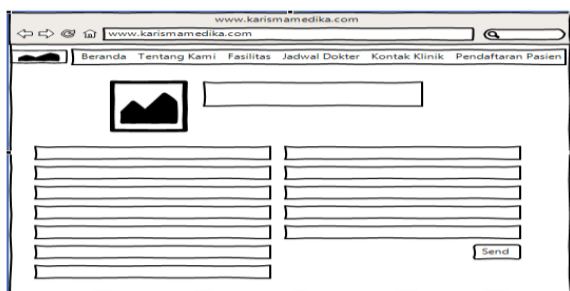 www.karismamedika.com
www.karismamedika.com
Beranda Tentang Kami Fasilitas Jadwal Dokter Kontak Klinik Pendaftaran Pasien
Send